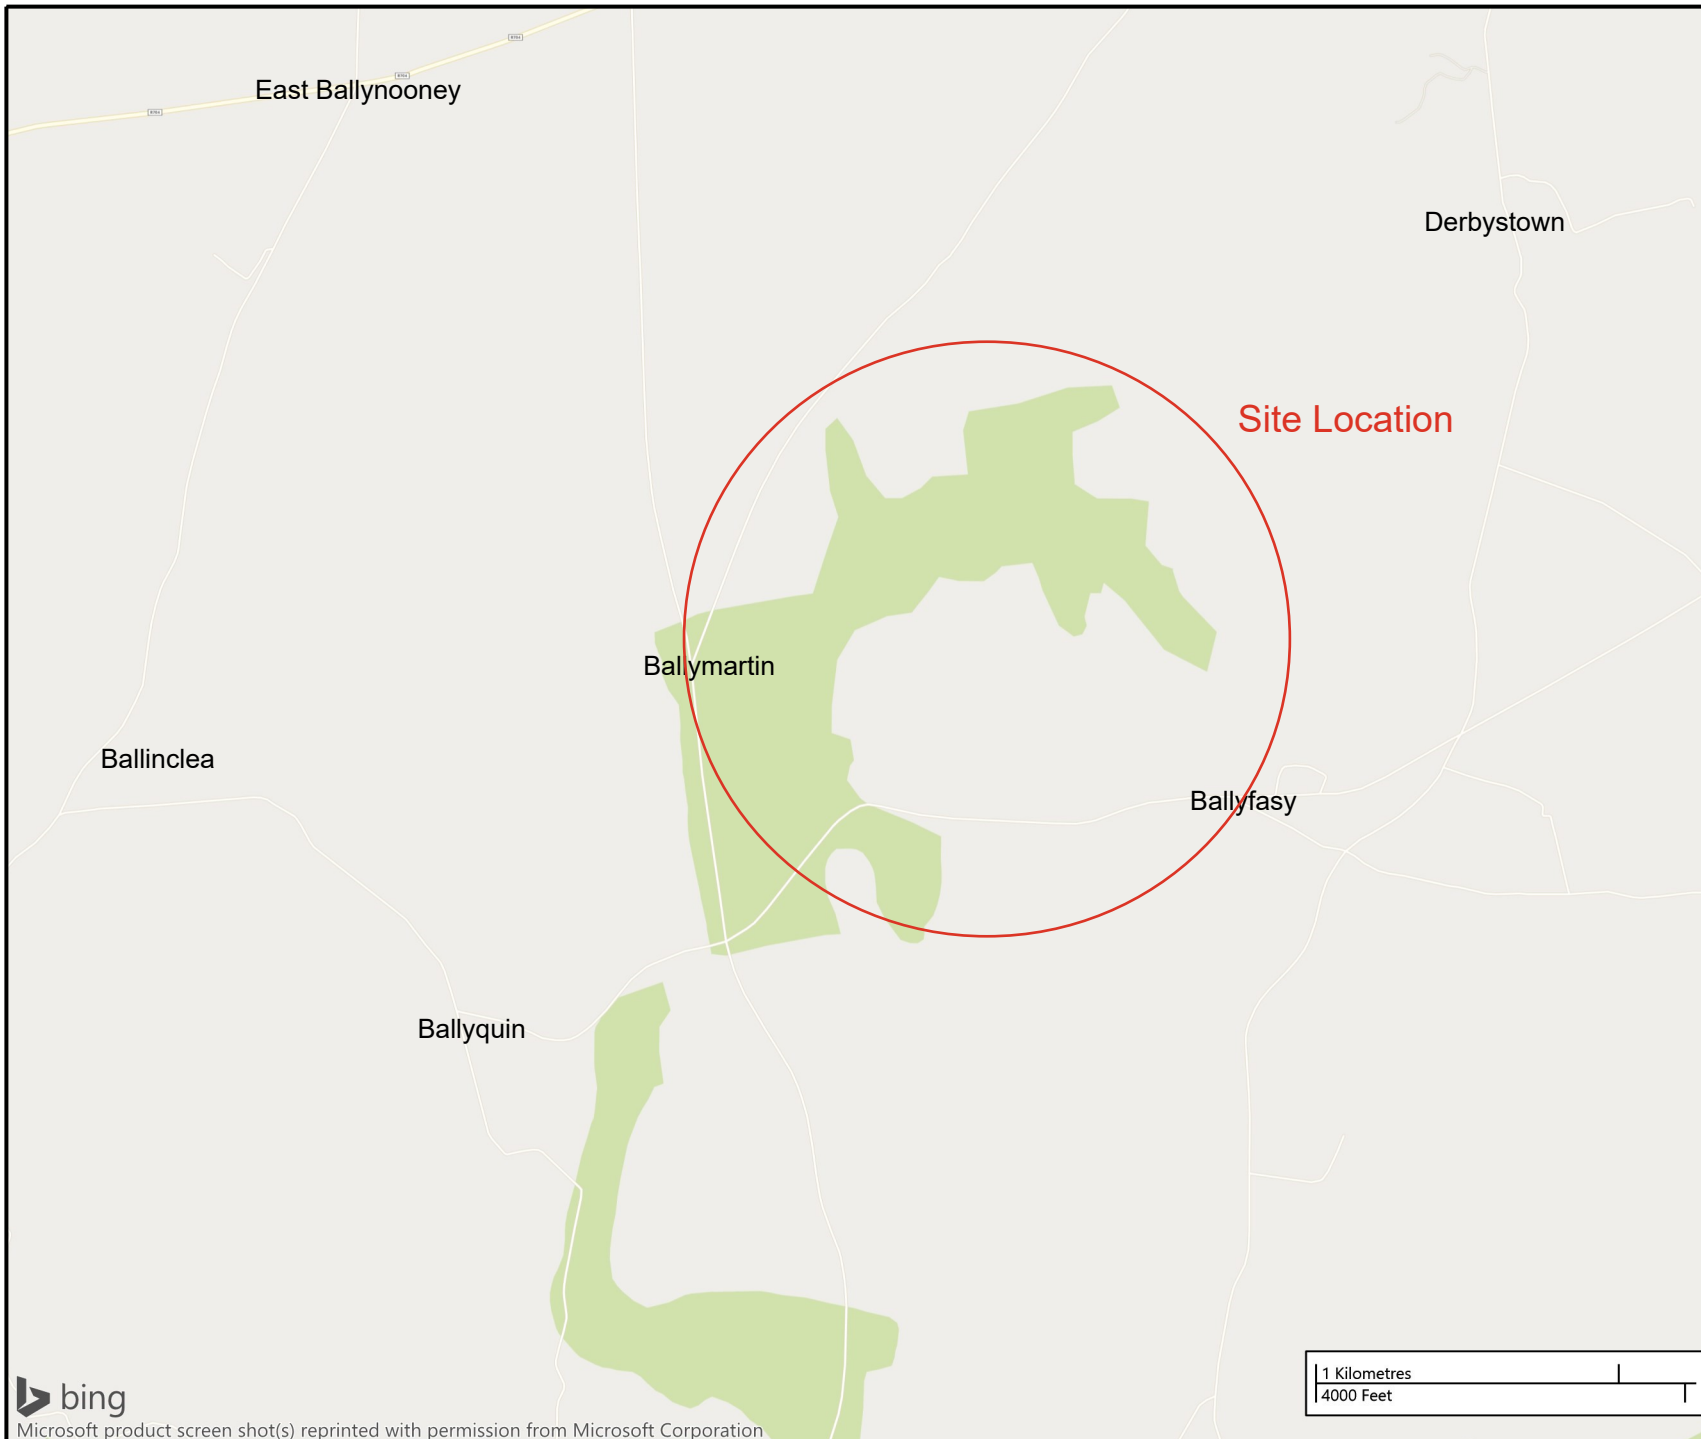 East Ballynooney
Derbystown
Site Location
Ballymartin
Ballinclea
Ballyfasy
Ballyquin
1 Kilometres
4000 Feet
bing
Microsoft product screen shot(s) reprinted with permission from Microsoft Corporation